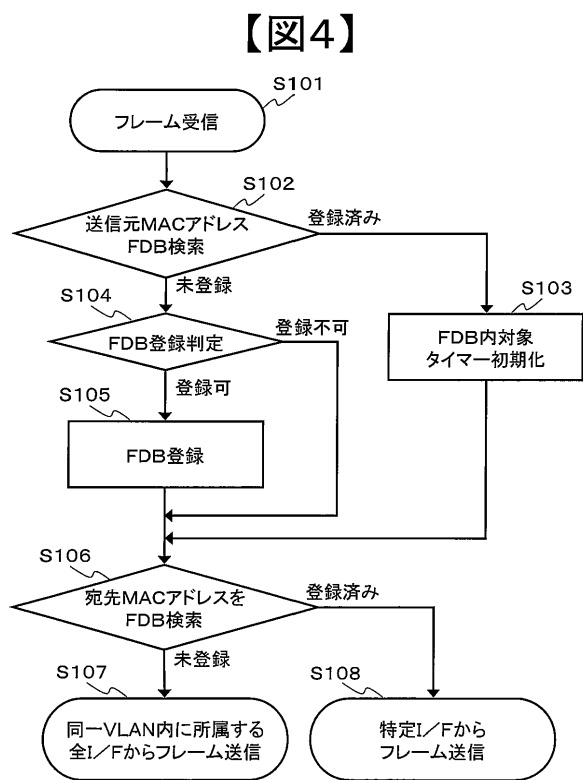 【図4】
S101
フレーム受信
S102
送信元MACアドレス
FDB検索
登録済み
未登録
S103
FDB内対象
タイマー初期化
S104
FDB登録判定
登録不可
登録可
S105
FDB登録
S106
宛先MACアドレスを
FDB検索
登録済み
未登録
S107
同一VLAN内に所属する
全I／Fからフレーム送信
S108
特定I／Fから
フレーム送信